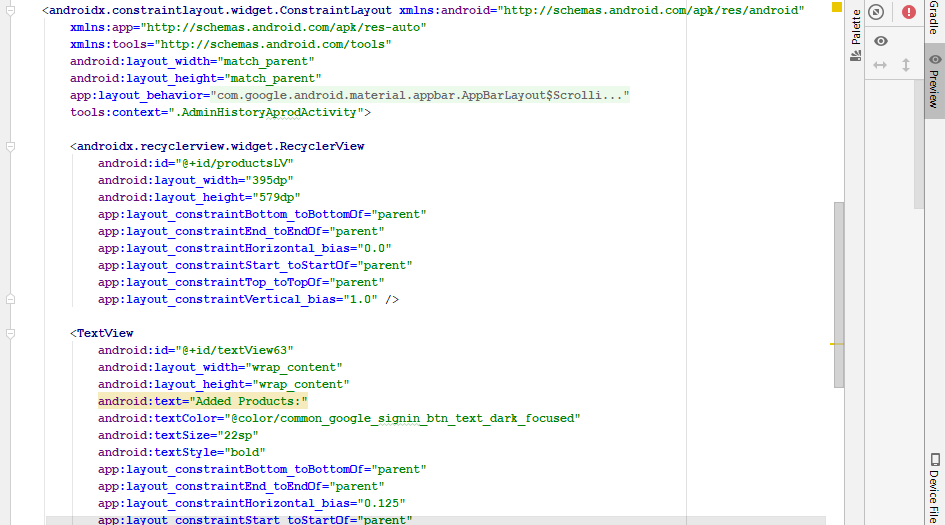 <androidx.constraintlayout.widget.ConstraintLayout xmlns:android="http://schemas.android.com/apk/res/android"
xmlns:app="http://schemas.android.com/apk/res-auto"
xmlns:tools="http://schemas.android.com/tools"
android:layout_width="match_parent"
android:layout_height="match_parent"
app:layout_behavior="com.google.android.material.appbar.AppBarLayout$Scrolli..."
tools:context=".AdminHistoryAprodActivity">
<androidx.recyclerview.widget.RecyclerView
android:id="@+id/productsLV"
android:layout_width="395dp"
android:layout_height="579dp"
app:layout_constraintBottom_toBottomOf="parent"
app:layout_constraintEnd_toEndOf="parent"
app:layout_constraintHorizontal_bias="0.0"
app:layout_constraintStart_toStartOf="parent"
app:layout_constraintTop_toTopOf="parent"
app:layout_constraintVertical_bias="1.0" />
<TextView
android:id="@+id/textView63"
android:layout_width="wrap_content"
android:layout_height="wrap_content"
android:text="Added Products:"
android:textColor="@color/common_google_signin_btn_text_dark_focused"
android:textSize="22sp"
android:textStyle="bold"
app:layout_constraintBottom_toBottomOf="parent"
app:layout_constraintEnd_toEndOf="parent"
app:layout_constraintHorizontal_bias="0.125"
app:layout_constraintStart_toStartOf="parent"
Palette
Gradle
Preview
Device File